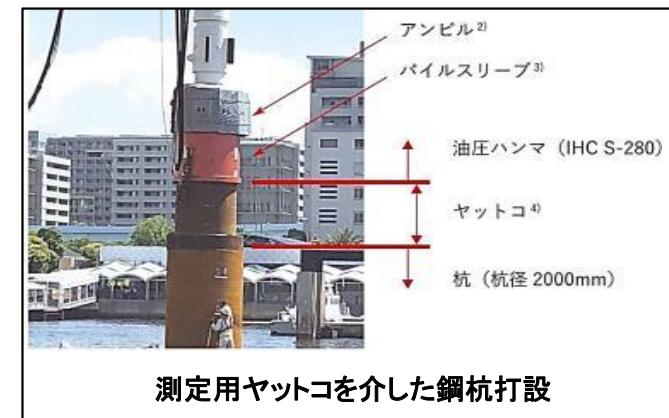 アンビル2)
パイルスリーブ3)
油圧ハンマ（IHC S-280）
ヤットコ4)
杭（杭径 2000mm）
測定用ヤットコを介した鋼杭打設